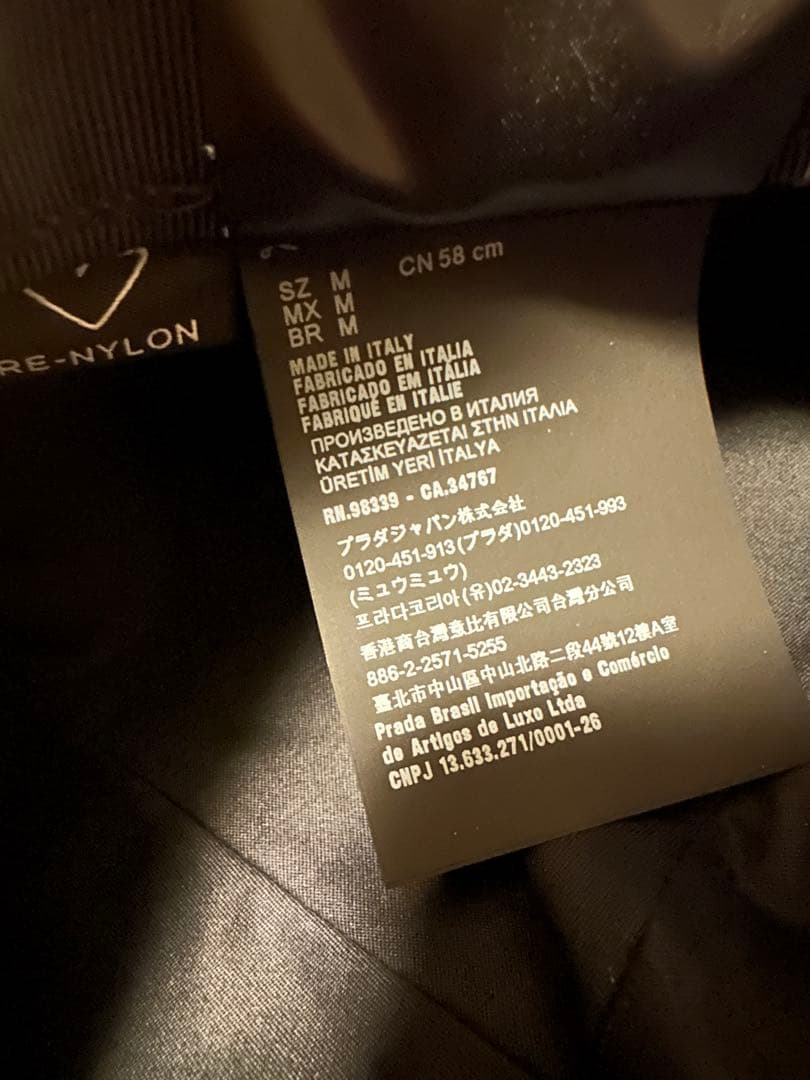 SZ M CN 58 cm
MX M
BR M
MADE IN ITALY
FABRICADO EN ITALIA
FABRICADO EM ITÁLIA
FABRIQUÉ EN ITALIE
ПРОИЗВЕДЕНО В ИТАЛИЯ
ΚΑΤΑΣΚΕΥΑΖΕΤΑΙ ΣΤΗΝ ΙΤΑΛΙΑ
ÜRETİM YERİ İTALYA
RN.98339 - CA.34767
プラダジャパン株式会社
0120-451-913(プラダ)0120-451-993
(ミュウミュウ)
프라다코리아(유)02-3443-2323
香港商台灣意比有限公司台灣分公司
886-2-2571-5255
臺北市中山區中山北路二段44號12樓A室
Prada Brasil Importação e Comércio
de Artigos de Luxo Ltda
CNPJ 13.633.271/0001-26
RE-NYLON